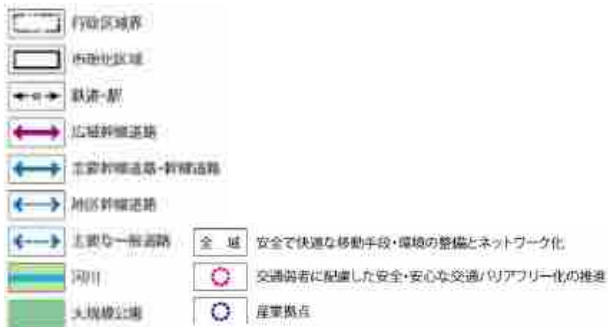 行政区域界
市街化区域
鉄道・駅
広域幹線道路
主要幹線道路・幹線道路
地区幹線道路
主要な一般道路
全 域 安全で快適な移動手段・環境の整備とネットワーク化
河川
交通弱者に配慮した安全・安心な交通バリアフリー化の推進
大規模公園
産業拠点